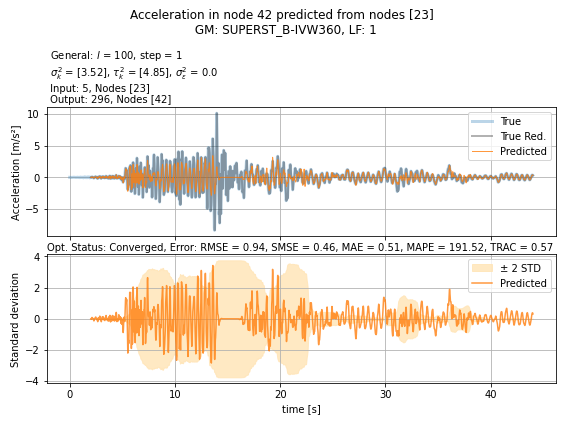 Acceleration in node 42 predicted from nodes [23]
GM: SUPERST_B-IVW360, LF: 1
General: l = 100, step = 1
σ²ₖ = [3.52], τ²ₖ = [4.85], σ²ε = 0.0
Input: 5, Nodes [23]
Output: 296, Nodes [42]
Acceleration [m/s²]
10
5
0
−5
True
True Red.
Predicted
Opt. Status: Converged, Error: RMSE = 0.94, SMSE = 0.46, MAE = 0.51, MAPE = 191.52, TRAC = 0.57
Standard deviation
4
2
0
−2
−4
± 2 STD
Predicted
0 10 20 30 40
time [s]